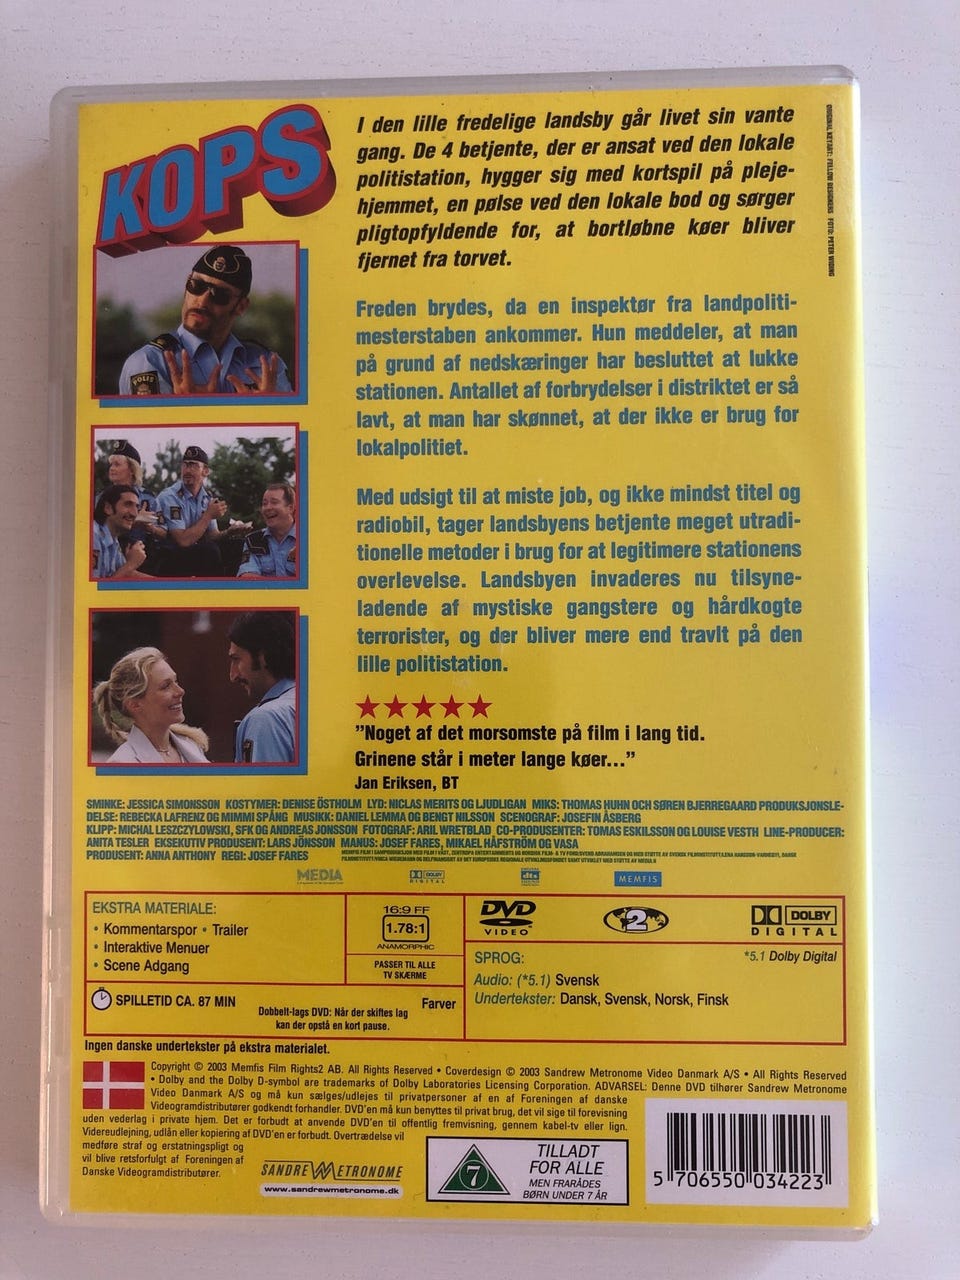 KOPS
I den lille fredelige landsby går livet sin vante
gang. De 4 betjente, der er ansat ved den lokale
politistation, hygger sig med kortspil på pleje-
hjemmet, en pølse ved den lokale bod og sørger
pligtopfyldende for, at bortløbne køer bliver
fjernet fra torvet.
ORIGINAL KEYART: FELLOW DESIGNERS FOTO: PETER WIDING
POLIS
Freden brydes, da en inspektør fra landpoliti-
mesterstaben ankommer. Hun meddeler, at man
på grund af nedskæringer har besluttet at lukke
stationen. Antallet af forbrydelser i distriktet er så
lavt, at man har skønnet, at der ikke er brug for
lokalpolitiet.
Med udsigt til at miste job, og ikke mindst titel og
radiobil, tager landsbyens betjente meget utradi-
tionelle metoder i brug for at legitimere stationens
overlevelse. Landsbyen invaderes nu tilsyne-
ladende af mystiske gangstere og hårdkogte
terrorister, og der bliver mere end travlt på den
lille politistation.
"Noget af det morsomste på film i lang tid.
Grinene står i meter lange køer..."
Jan Eriksen, BT
SMINKE: JESSICA SIMONSSON KOSTYMER: DENISE ÖSTHOLM LYD: NICLAS MERITS OG LJUDLIGAN MIKS: THOMAS HUHN OCH SØREN BJERREGAARD PRODUKSJONSLE-
DELSE: REBECKA LAFRENZ OG MIMMI SPÅNG MUSIKK: DANIEL LEMMA OG BENGT NILSSON SCENOGRAF: JOSEFIN ÅSBERG
KLIPP: MICHAL LESZCZYLOWSKI, SFK OG ANDREAS JONSSON FOTOGRAF: ARIL WRETBLAD CO-PRODUSENTER: TOMAS ESKILSSON OG LOUISE VESTH LINE-PRODUCER:
ANITA TESLER EKSEKUTIV PRODUSENT: LARS JÖNSSON MANUS: JOSEF FARES, MIKAEL HÅFSTRÖM OG VASA
PRODUSENT: ANNA ANTHONY REGI: JOSEF FARES
MEDIA
DOLBY DIGITAL
dts
MEMFIS
EKSTRA MATERIALE:
• Kommentarspor • Trailer
• Interaktive Menuer
• Scene Adgang
16:9 FF
1.78:1
ANAMORPHIC
PASSER TIL ALLE
TV SKÆRME
DVD
VIDEO
2
DOLBY
DIGITAL
SPROG:
*5.1 Dolby Digital
Audio: (*5.1) Svensk
Undertekster: Dansk, Svensk, Norsk, Finsk
SPILLETID CA. 87 MIN
Farver
Dobbelt-lags DVD: Når der skiftes lag
kan der opstå en kort pause.
Ingen danske undertekster på ekstra materialet.
Copyright © 2003 Memfis Film Rights2 AB. All Rights Reserved • Coverdesign © 2003 Sandrew Metronome Video Danmark A/S • All Rights Reserved
• Dolby and the Dolby D-symbol are trademarks of Dolby Laboratories Licensing Corporation. ADVARSEL: Denne DVD tilhører Sandrew Metronome
Video Danmark A/S og må kun sælges/udlejes til privatpersoner af en af Foreningen af danske
Videogramdistributører godkendt forhandler. DVD'en må kun benyttes til privat brug, det vil sige til forevisning
uden vederlag i private hjem. Det er forbudt at anvende DVD'en til offentlig fremvisning, gennem kabel-tv eller lign.
Videreudlejning, udlån eller kopiering af DVD'en er forbudt. Overtrædelse vil
medføre straf og erstatningspligt og
vil blive retsforfulgt af Foreningen af
Danske Videogramdistributører.
SANDREW METRONOME
www.sandrewmetronome.dk
7
TILLADT
FOR ALLE
MEN FRARÅDES
BØRN UNDER 7 ÅR
5 706550 034223